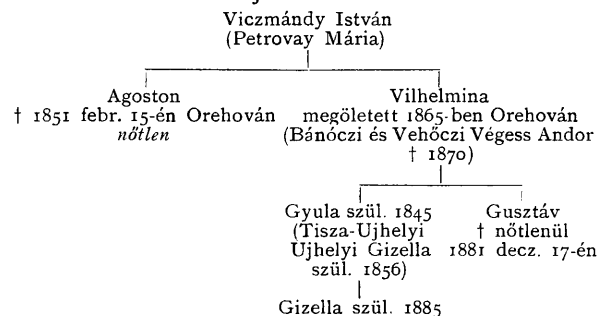 Viczmándy István
(Petrovay Mária)
Agoston
† 1851 febr. 15-én Orehován
nőtlen
Vilhelmina
megöletett 1865-ben Orehován
(Bánóczi és Vehőczi Végess Andor
† 1870)
Gyula szül. 1845
(Tisza-Ujhelyi
Ujhelyi Gizella
szül. 1856)
Gusztáv
† nőtlenül
1881 decz. 17-én
Gizella szül. 1885